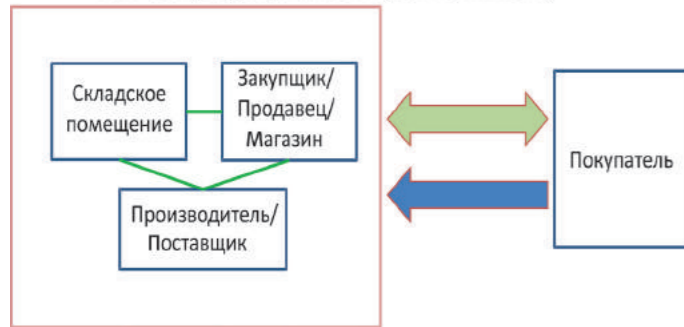 Складское
помещение
Закупщик/
Продавец/
Магазин
Производитель/
Поставщик
Покупатель